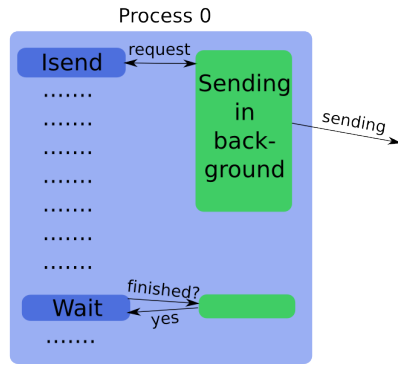 Process 0
Isend
request
Sending
in
back-
ground
sending
.......
.......
.......
.......
.......
.......
.......
finished?
Wait
yes
.......